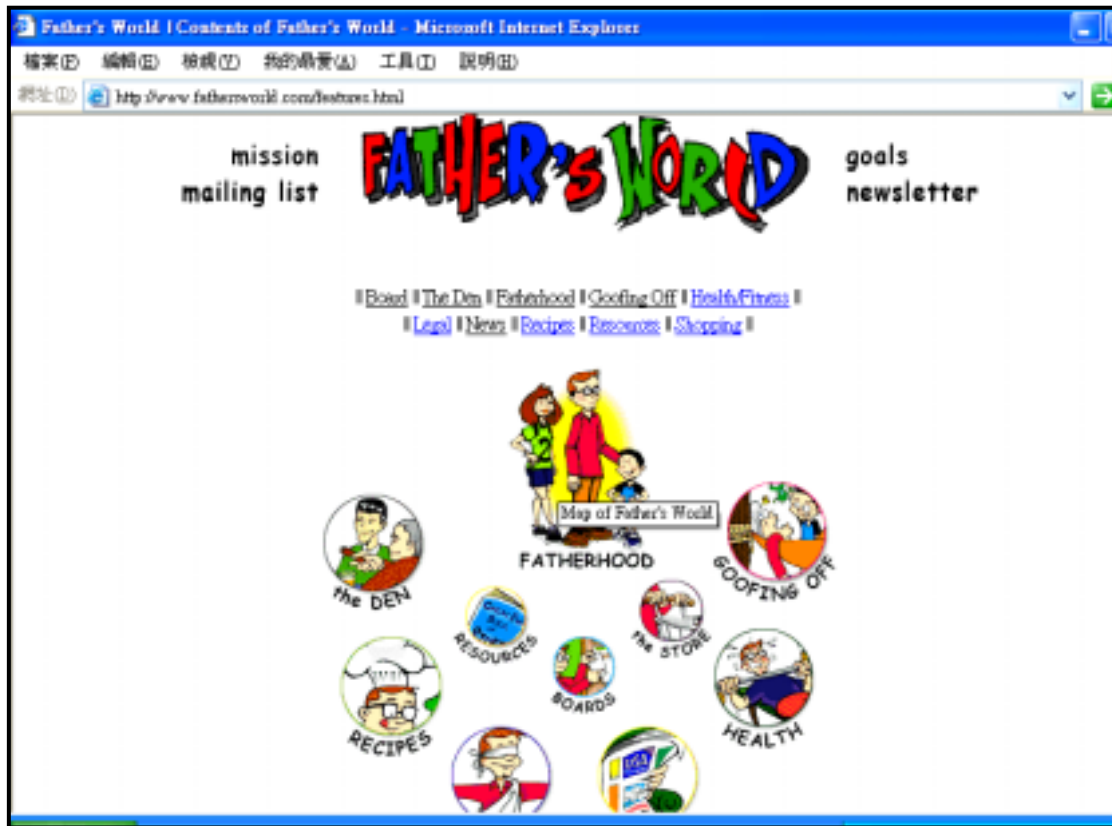 Father's World | Contents of Father's World - Microsoft Internet Explorer
檔案(F) 編輯(E) 檢視(V) 我的最愛(A) 工具(T) 說明(H)
網址(D) http://www.fathersworld.com/features.html
mission
mailing list
FATHER'S WORLD
goals
newsletter
|| Board || The Den || Fatherhood || Goofing Off || Health/Fitness ||
|| Legal || News || Recipes || Resources || Shopping ||
Map of Father's World
FATHERHOOD
the DEN
GOOFING OFF
RESOURCES
the STORE
BOARDS
RECIPES
HEALTH
USA